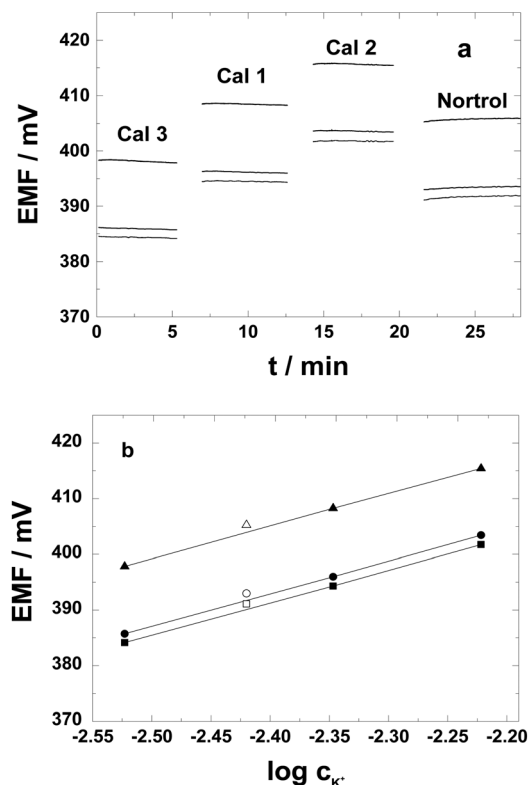 a
Cal 3
Cal 1
Cal 2
Nortrol
EMF / mV
420
410
400
390
380
370
0
5
10
15
20
25
t / min
b
EMF / mV
420
410
400
390
380
370
-2.55
-2.50
-2.45
-2.40
-2.35
-2.30
-2.25
-2.20
log c_K⁺